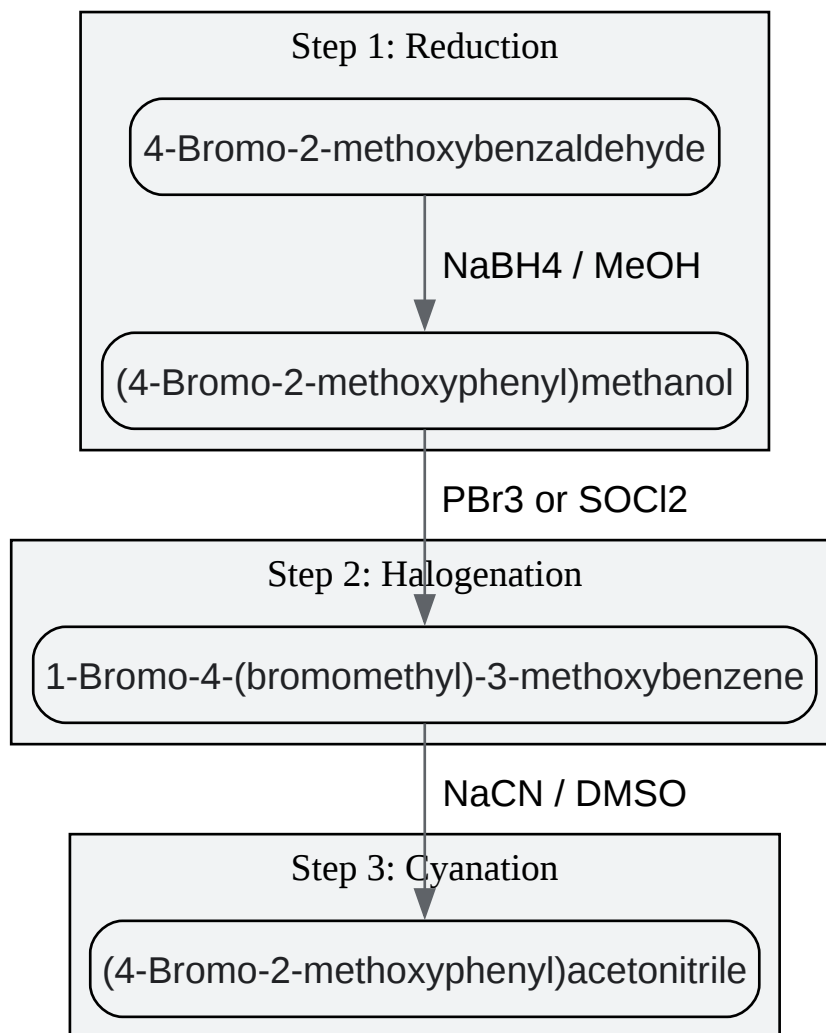 Step 1: Reduction
4-Bromo-2-methoxybenzaldehyde
NaBH4 / MeOH
(4-Bromo-2-methoxyphenyl)methanol
PBr3 or SOCl2
Step 2: Halogenation
1-Bromo-4-(bromomethyl)-3-methoxybenzene
NaCN / DMSO
Step 3: Cyanation
(4-Bromo-2-methoxyphenyl)acetonitrile